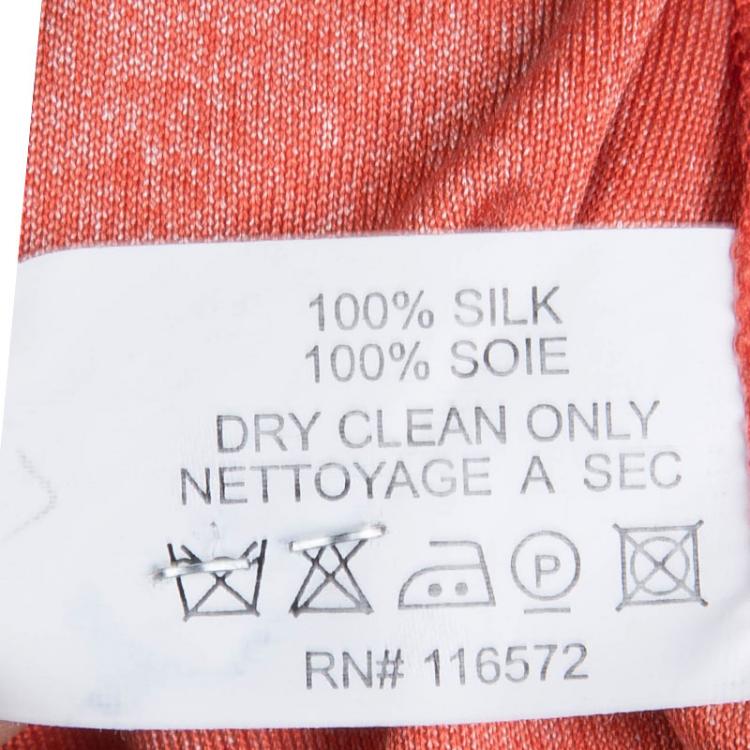 100% SILK
100% SOIE
DRY CLEAN ONLY
NETTOYAGE A SEC
P
RN# 116572